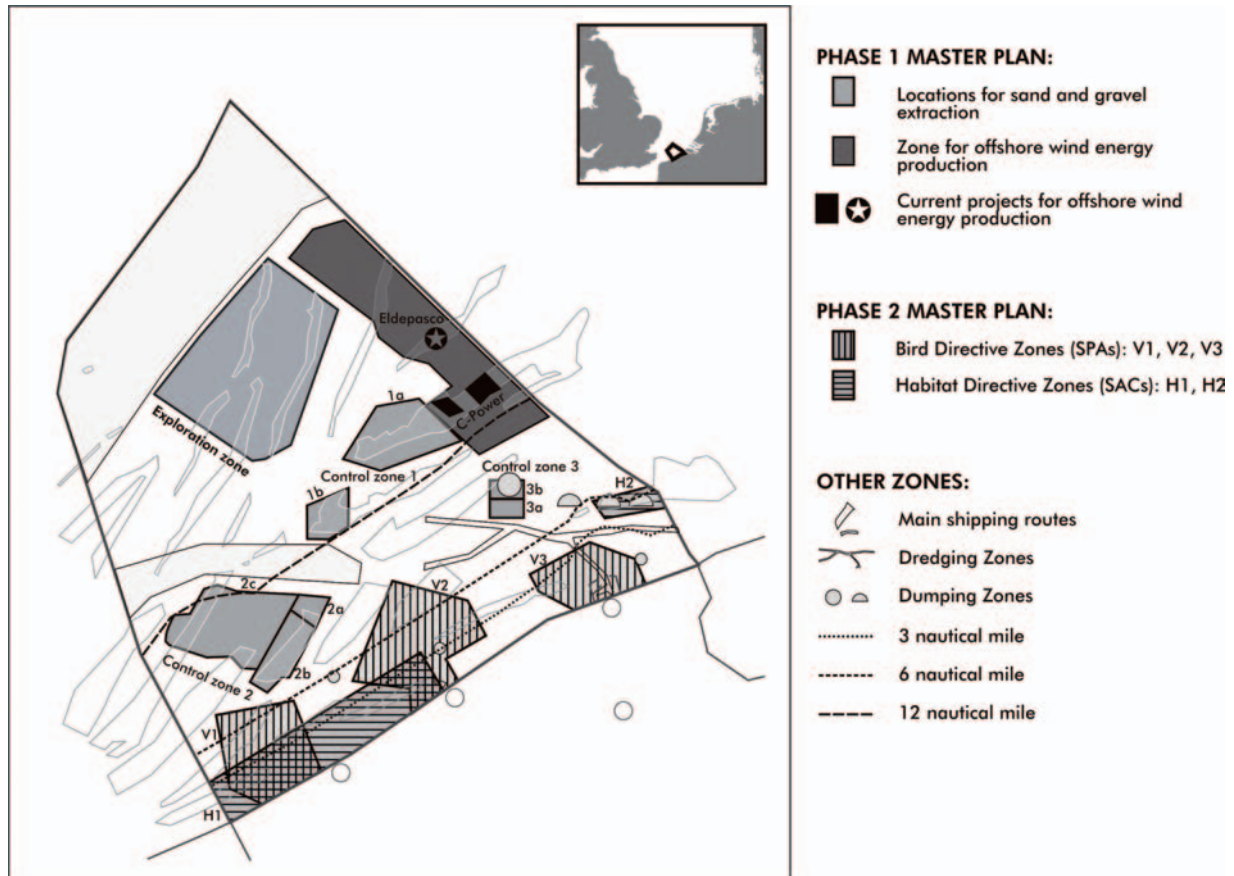 Eldepasco
1a
C-Power
Exploration zone
Control zone 1
Control zone 3
1b
3b
3a
H2
2c
V3
V2
2a
Control zone 2
2b
V1
H1
PHASE 1 MASTER PLAN:
Locations for sand and gravel
extraction
Zone for offshore wind energy
production
Current projects for offshore wind
energy production
PHASE 2 MASTER PLAN:
Bird Directive Zones (SPAs): V1, V2, V3
Habitat Directive Zones (SACs): H1, H2
OTHER ZONES:
Main shipping routes
Dredging Zones
Dumping Zones
3 nautical mile
6 nautical mile
12 nautical mile